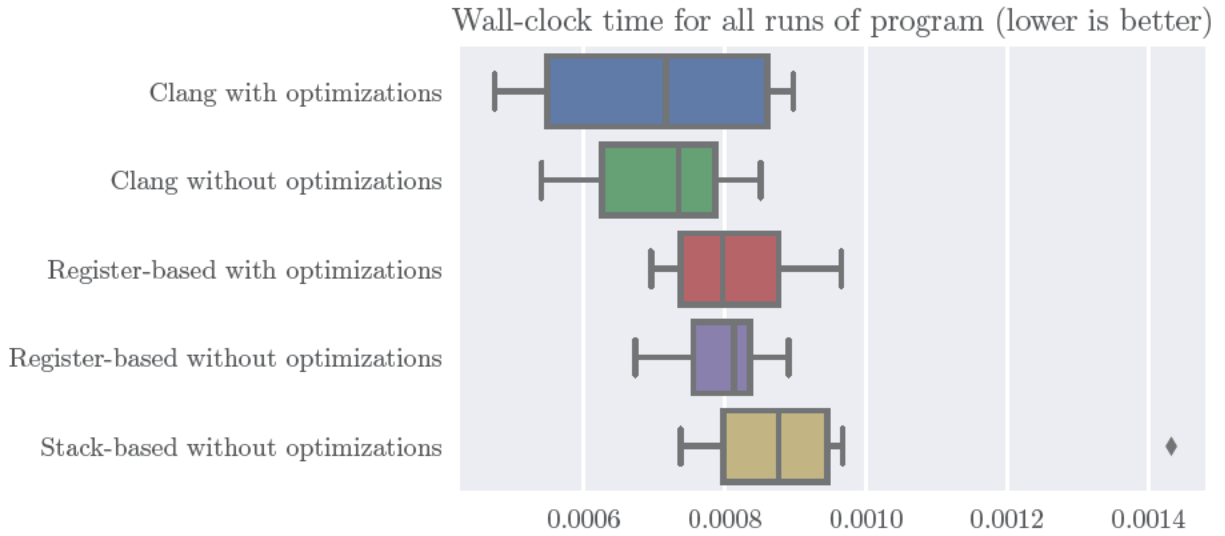 Wall-clock time for all runs of program (lower is better)
Clang with optimizations
Clang without optimizations
Register-based with optimizations
Register-based without optimizations
Stack-based without optimizations
0.0006 0.0008 0.0010 0.0012 0.0014